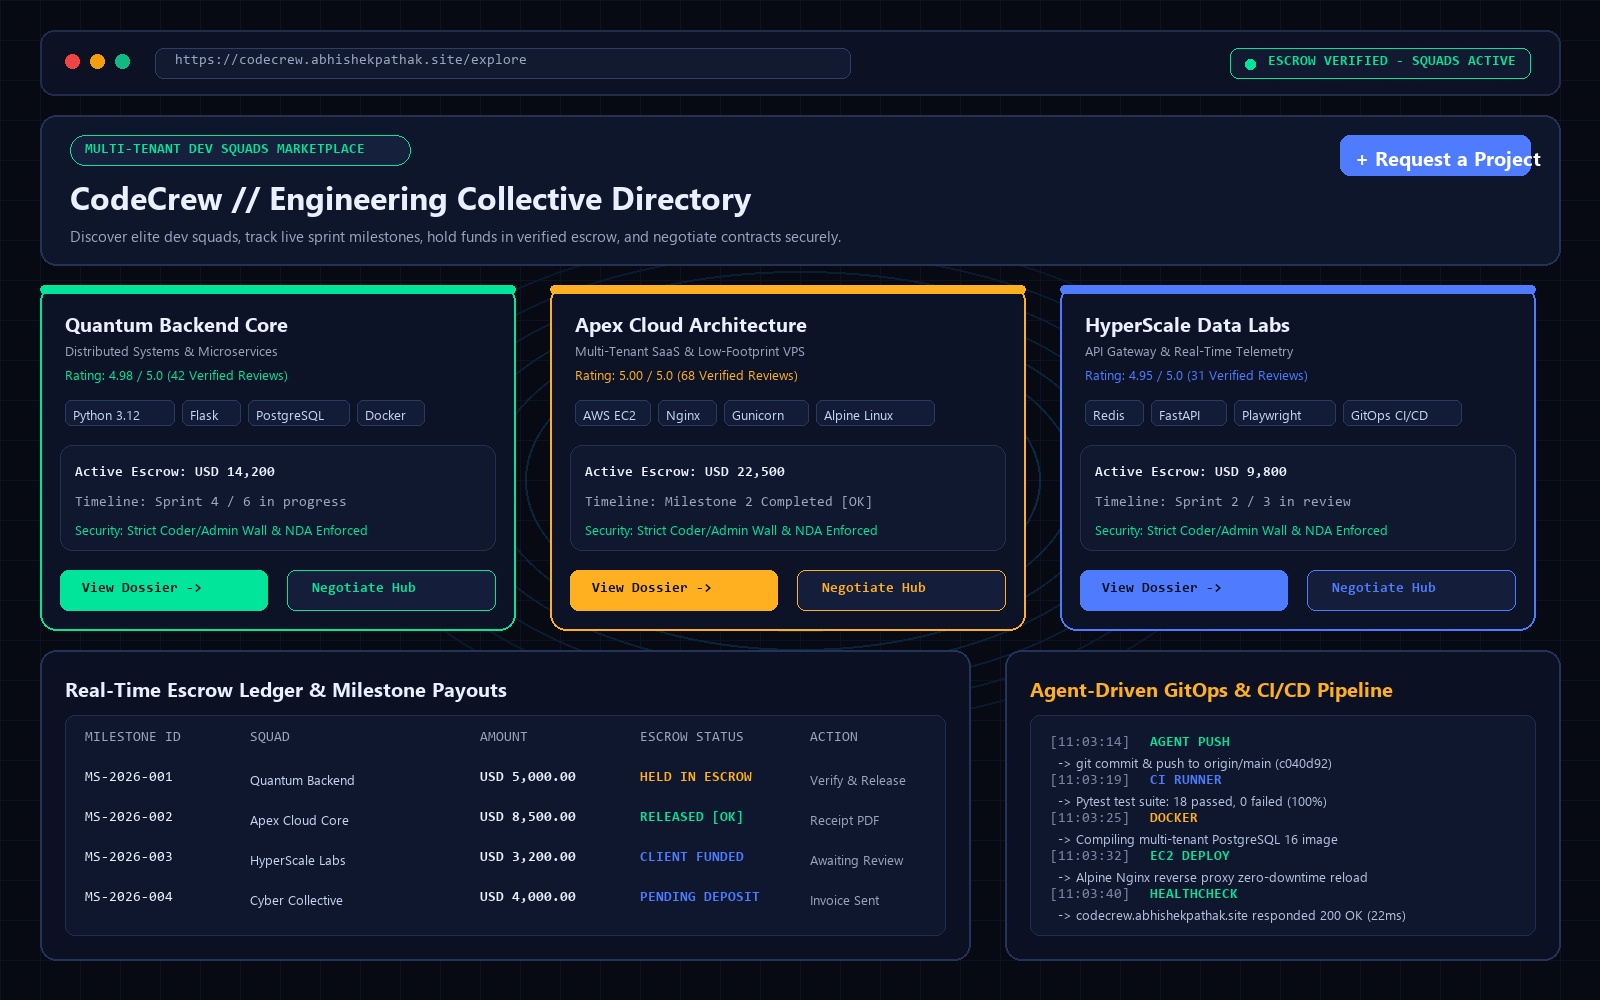 https://codecrew.abhishekpathak.site/explore
ESCROW VERIFIED - SQUADS ACTIVE
MULTI-TENANT DEV SQUADS MARKETPLACE
+ Request a Project
CodeCrew // Engineering Collective Directory
Discover elite dev squads, track live sprint milestones, hold funds in verified escrow, and negotiate contracts securely.
Quantum Backend Core
Distributed Systems & Microservices
Rating: 4.98 / 5.0 (42 Verified Reviews)
Python 3.12 Flask PostgreSQL Docker
Active Escrow: USD 14,200
Timeline: Sprint 4 / 6 in progress
Security: Strict Coder/Admin Wall & NDA Enforced
View Dossier -> Negotiate Hub
Apex Cloud Architecture
Multi-Tenant SaaS & Low-Footprint VPS
Rating: 5.00 / 5.0 (68 Verified Reviews)
AWS EC2 Nginx Gunicorn Alpine Linux
Active Escrow: USD 22,500
Timeline: Milestone 2 Completed [OK]
Security: Strict Coder/Admin Wall & NDA Enforced
View Dossier -> Negotiate Hub
HyperScale Data Labs
API Gateway & Real-Time Telemetry
Rating: 4.95 / 5.0 (31 Verified Reviews)
Redis FastAPI Playwright GitOps CI/CD
Active Escrow: USD 9,800
Timeline: Sprint 2 / 3 in review
Security: Strict Coder/Admin Wall & NDA Enforced
View Dossier -> Negotiate Hub
Real-Time Escrow Ledger & Milestone Payouts
MILESTONE ID SQUAD AMOUNT ESCROW STATUS ACTION
MS-2026-001 Quantum Backend USD 5,000.00 HELD IN ESCROW Verify & Release
MS-2026-002 Apex Cloud Core USD 8,500.00 RELEASED [OK] Receipt PDF
MS-2026-003 HyperScale Labs USD 3,200.00 CLIENT FUNDED Awaiting Review
MS-2026-004 Cyber Collective USD 4,000.00 PENDING DEPOSIT Invoice Sent
Agent-Driven GitOps & CI/CD Pipeline
[11:03:14] AGENT PUSH
-> git commit & push to origin/main (c040d92)
[11:03:19] CI RUNNER
-> Pytest test suite: 18 passed, 0 failed (100%)
[11:03:25] DOCKER
-> Compiling multi-tenant PostgreSQL 16 image
[11:03:32] EC2 DEPLOY
-> Alpine Nginx reverse proxy zero-downtime reload
[11:03:40] HEALTHCHECK
-> codecrew.abhishekpathak.site responded 200 OK (22ms)